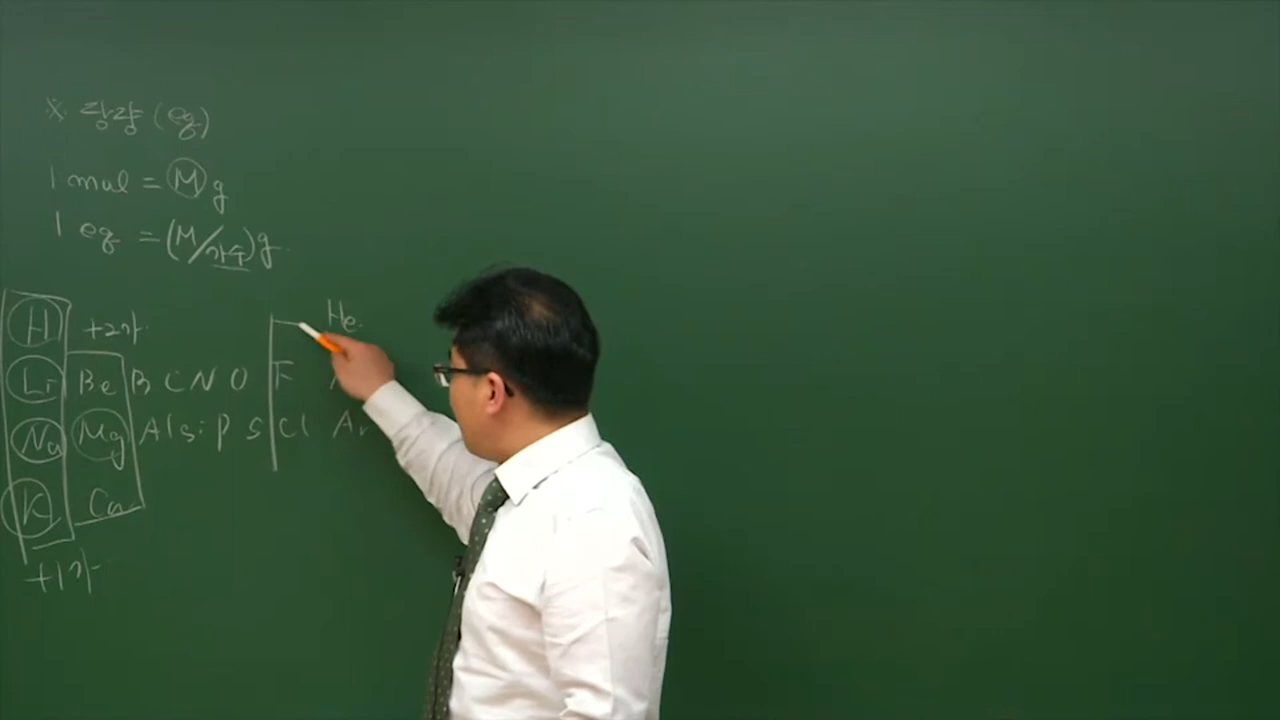 ※ 당량 (eq)
1 mol = M g
1 eq = (M/가수)g
H +2가 He
Li Be B C N O F
Na Mg Al Si P S Cl Ar
K Ca
+1가